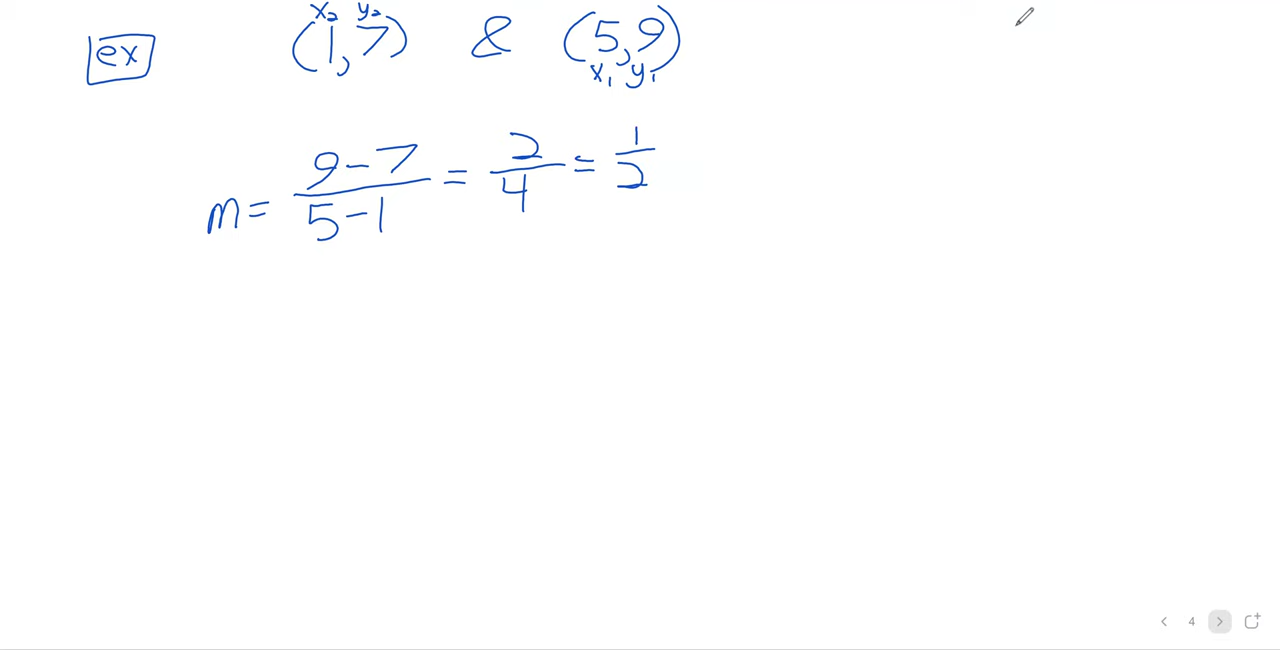 ex (1, 7) & (5, 9)
x₂ y₂ x₁ y₁
m = 9 - 7 / 5 - 1 = 2 / 4 = 1 / 2
4